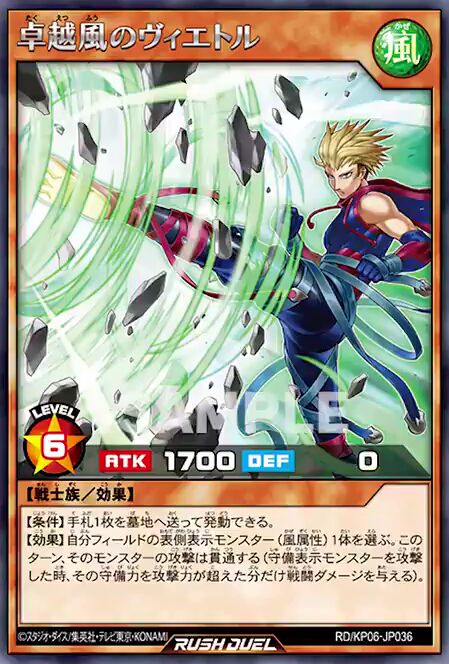 卓越風のヴィエトル
風
SAMPLE
LEVEL
6
ATK 1700 DEF 0
【戦士族／効果】
【条件】手札1枚を墓地へ送って発動できる。
【効果】自分フィールドの表側表示モンスター（風属性）1体を選ぶ。この
ターン、そのモンスターの攻撃は貫通する（守備表示モンスターを攻撃
した時、その守備力を攻撃力が超えた分だけ戦闘ダメージを与える）。
©スタジオ・ダイス/集英社・テレビ東京・KONAMI
RUSH DUEL
RD/KP06-JP036